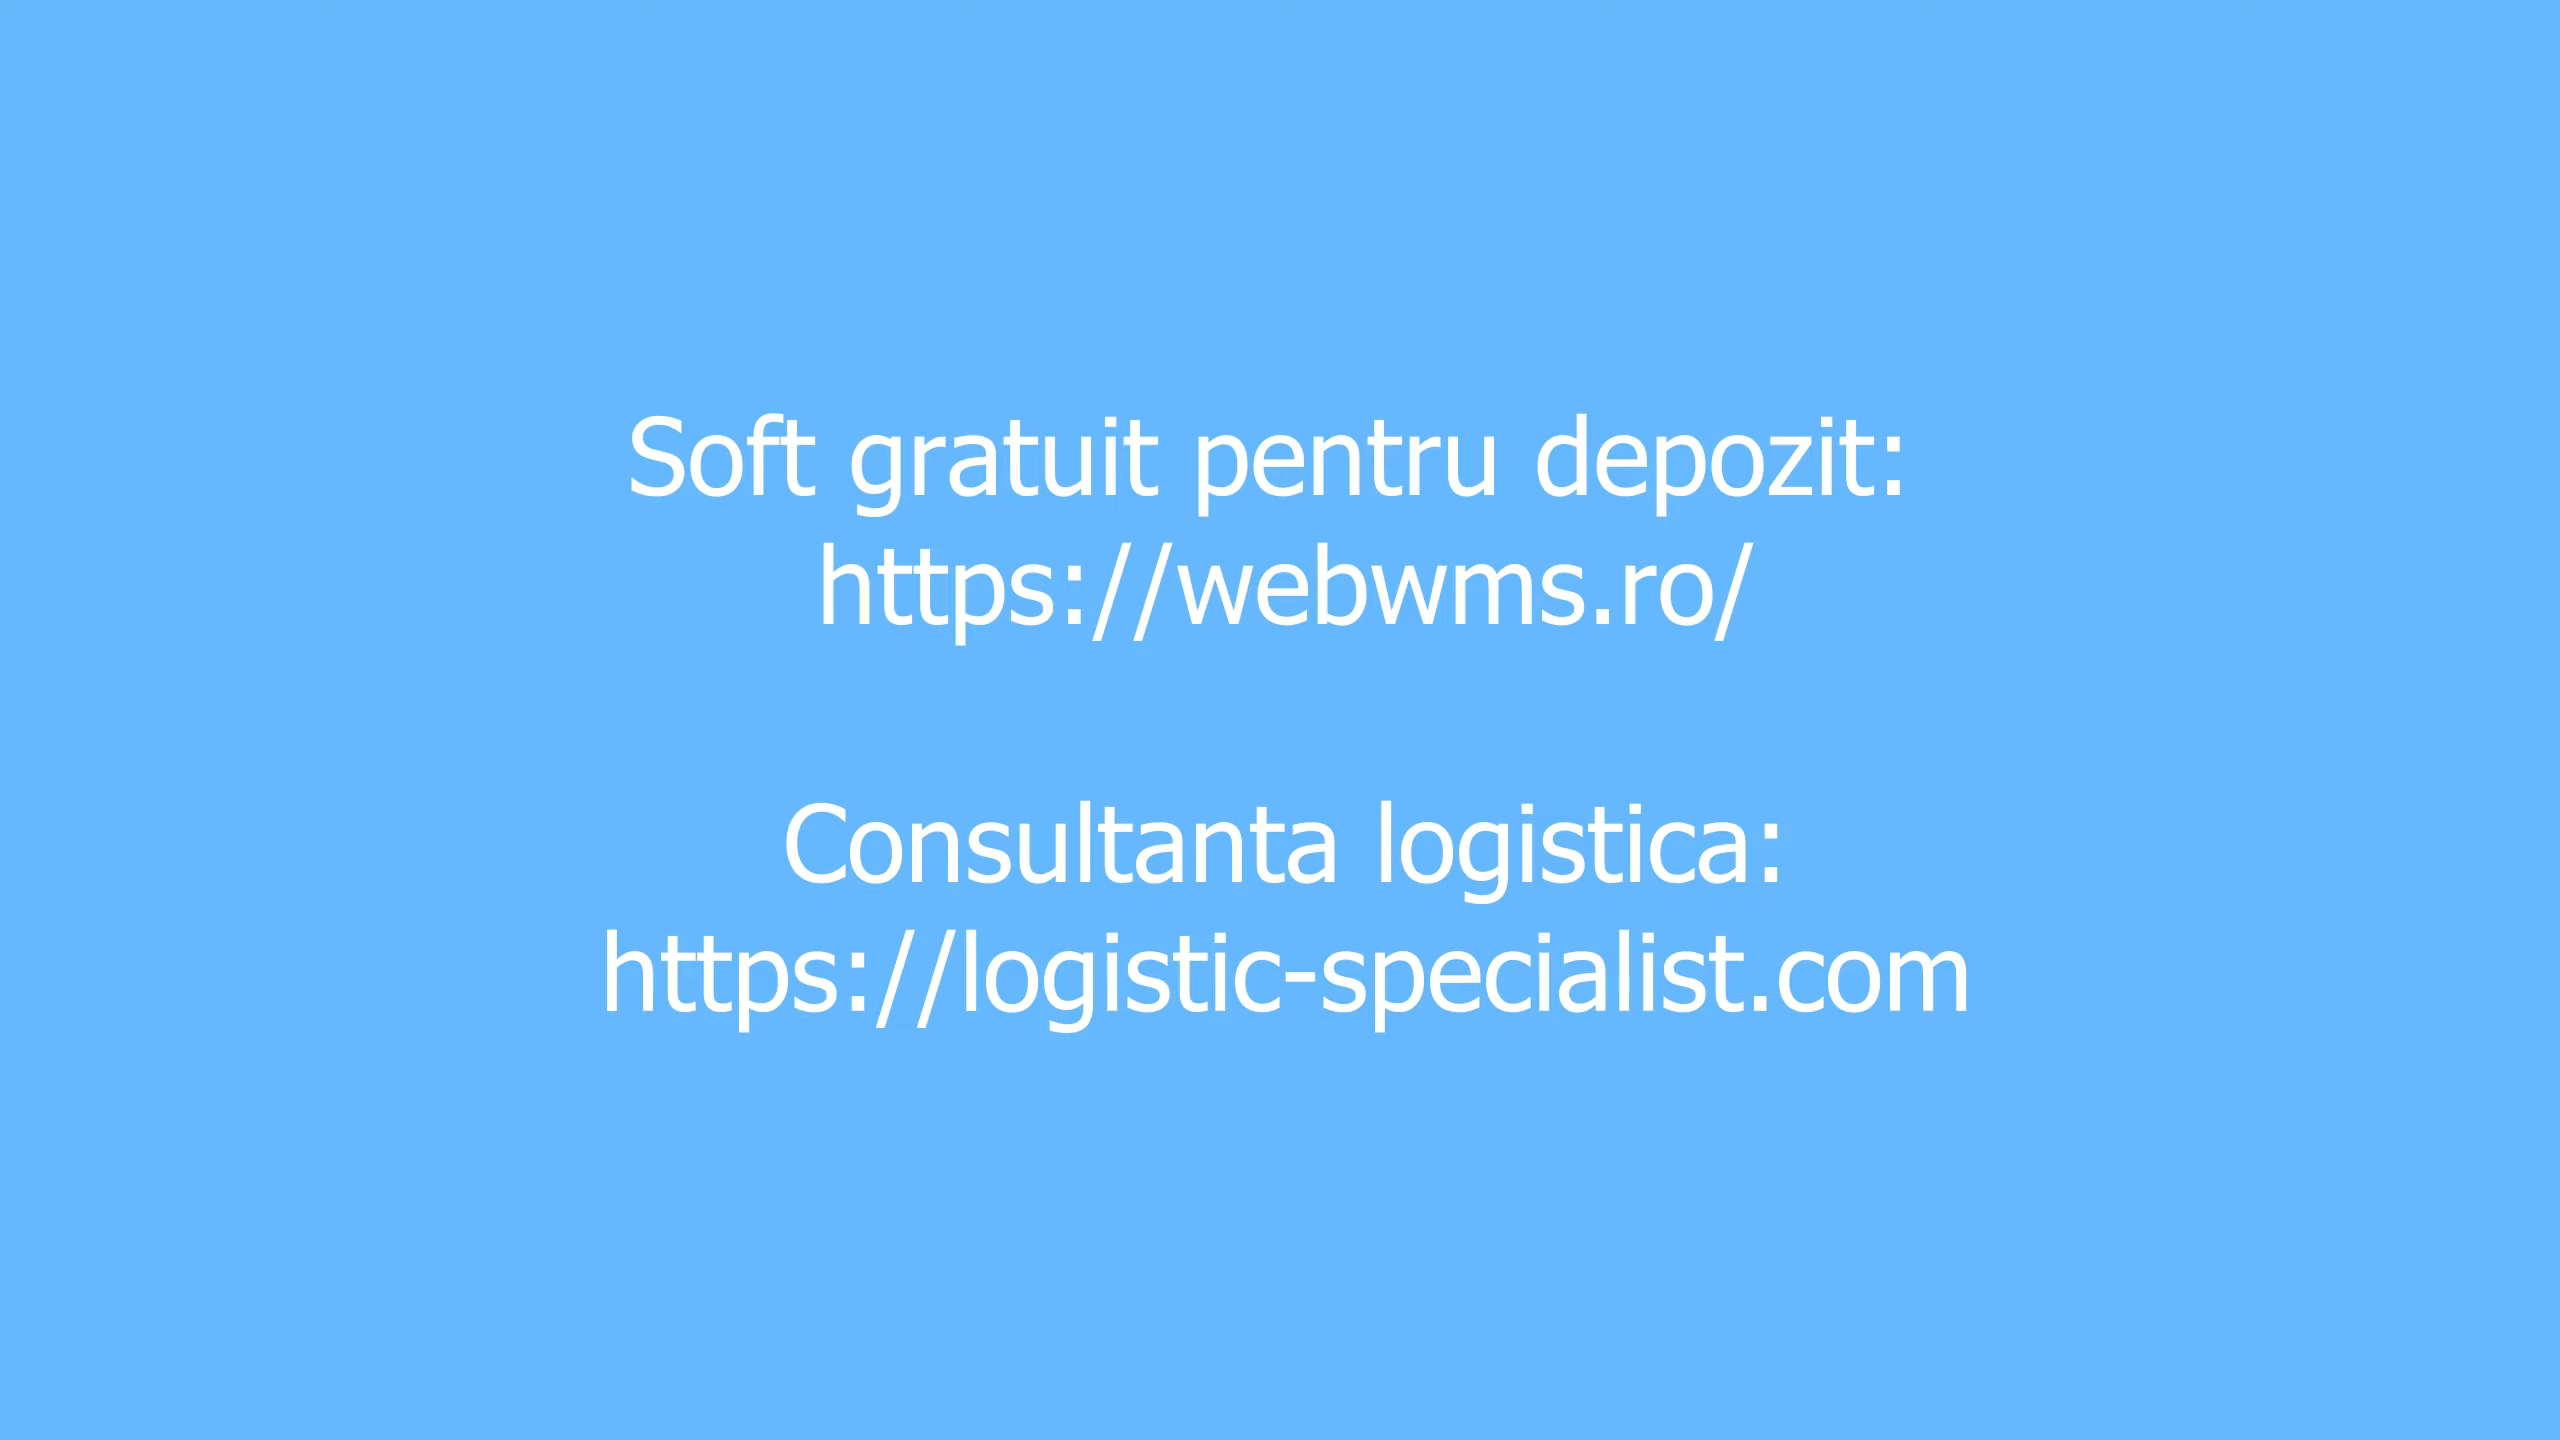 Soft gratuit pentru depozit:
https://webwms.ro/
Consultanta logistica:
https://logistic-specialist.com